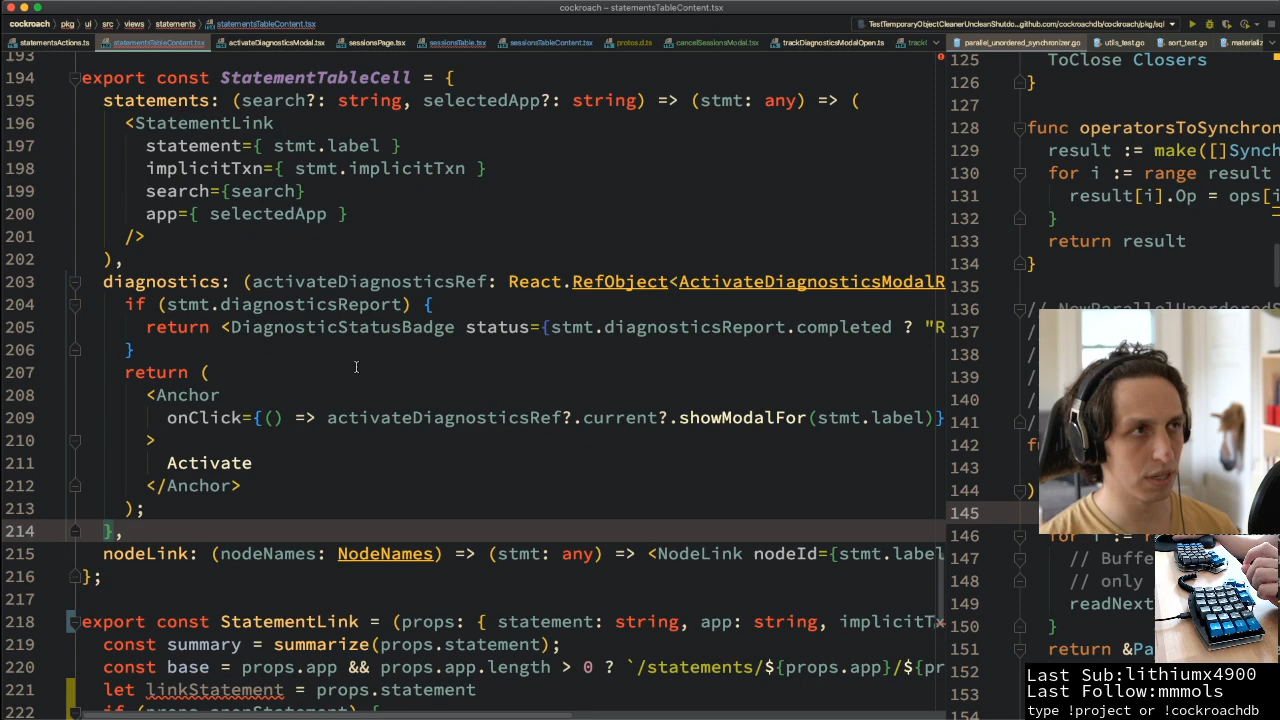 cockroach – statementsTableContent.tsx
cockroach › pkg › ui › src › views › statements › statementsTableContent.tsx
TestTemporaryObjectCleanerUncleanShutdo...github.com/cockroachdb/cockroach/pkg/sql
statementsActions.ts
statementsTableContent.tsx
activateDiagnosticsModal.tsx
sessionsPage.tsx
sessionsTable.tsx
sessionsTableContent.tsx
protos.d.ts
cancelSessionsModal.tsx
trackDiagnosticsModalOpen.ts
track
parallel_unordered_synchronizer.go
utils_test.go
sort_test.go
materializ
193
194 export const StatementTableCell = {
195 statements: (search?: string, selectedApp?: string) => (stmt: any) => (
196 <StatementLink
197 statement={ stmt.label }
198 implicitTxn={ stmt.implicitTxn }
199 search={search}
200 app={ selectedApp }
201 />
202 ),
203 diagnostics: (activateDiagnosticsRef: React.RefObject<ActivateDiagnosticsModalR
204 if (stmt.diagnosticsReport) {
205 return <DiagnosticStatusBadge status={stmt.diagnosticsReport.completed ? "R
206 }
207 return (
208 <Anchor
209 onClick={() => activateDiagnosticsRef?.current?.showModalFor(stmt.label)}
210 >
211 Activate
212 </Anchor>
213 );
214 },
215 nodeLink: (nodeNames: NodeNames) => (stmt: any) => <NodeLink nodeId={stmt.label
216 };
217
218 export const StatementLink = (props: { statement: string, app: string, implicitTx
219 const summary = summarize(props.statement);
220 const base = props.app && props.app.length > 0 ? `/statements/${props.app}/${pr
221 let linkStatement = props.statement
222 if (props.openStatement) {
125 ToClose Closers
126 }
127
128 func operatorsToSynchron
129 result := make([]Synch
130 for i := range result
131 result[i].Op = ops[i
132 }
133 return result
134 }
135
136 // NewParallelUnorderedS
137 /
138 /
139 /
140 /
141 /
142 fu
143
144 )
145
146 for i := r
147 // Buffe
148 // only
149 readNext
150 }
151 return &Pa
152
153
154
Last Sub:lithiumx4900
Last Follow:mmmols
type !project or !cockroachdb